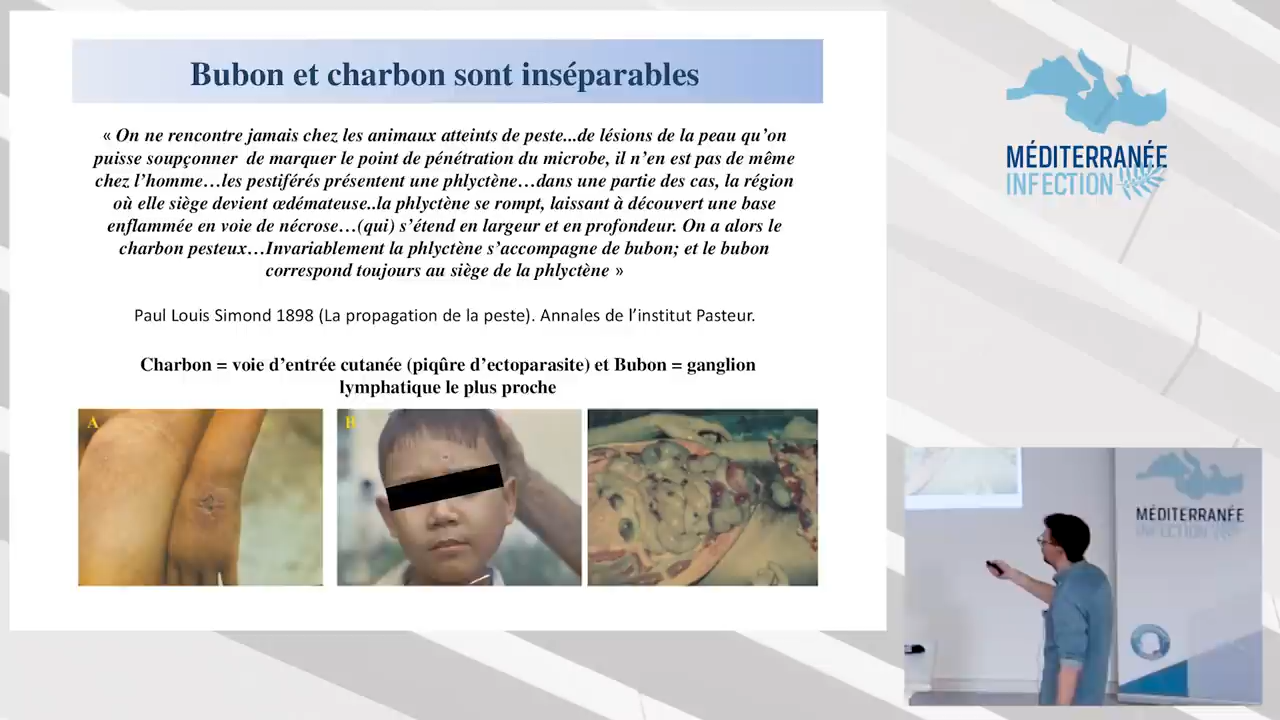 Bubon et charbon sont inséparables
« On ne rencontre jamais chez les animaux atteints de peste...de lésions de la peau qu’on
puisse soupçonner de marquer le point de pénétration du microbe, il n’en est pas de même
chez l’homme…les pestiférés présentent une phlyctène…dans une partie des cas, la région
où elle siège devient œdémateuse..la phlyctène se rompt, laissant à découvert une base
enflammée en voie de nécrose…(qui) s’étend en largeur et en profondeur. On a alors le
charbon pesteux…Invariablement la phlyctène s’accompagne de bubon; et le bubon
correspond toujours au siège de la phlyctène »
Paul Louis Simond 1898 (La propagation de la peste). Annales de l’institut Pasteur.
Charbon = voie d’entrée cutanée (piqûre d’ectoparasite) et Bubon = ganglion
lymphatique le plus proche
A
B
MÉDITERRANÉE
INFECTION
MÉDITERRANÉE
INFECTION